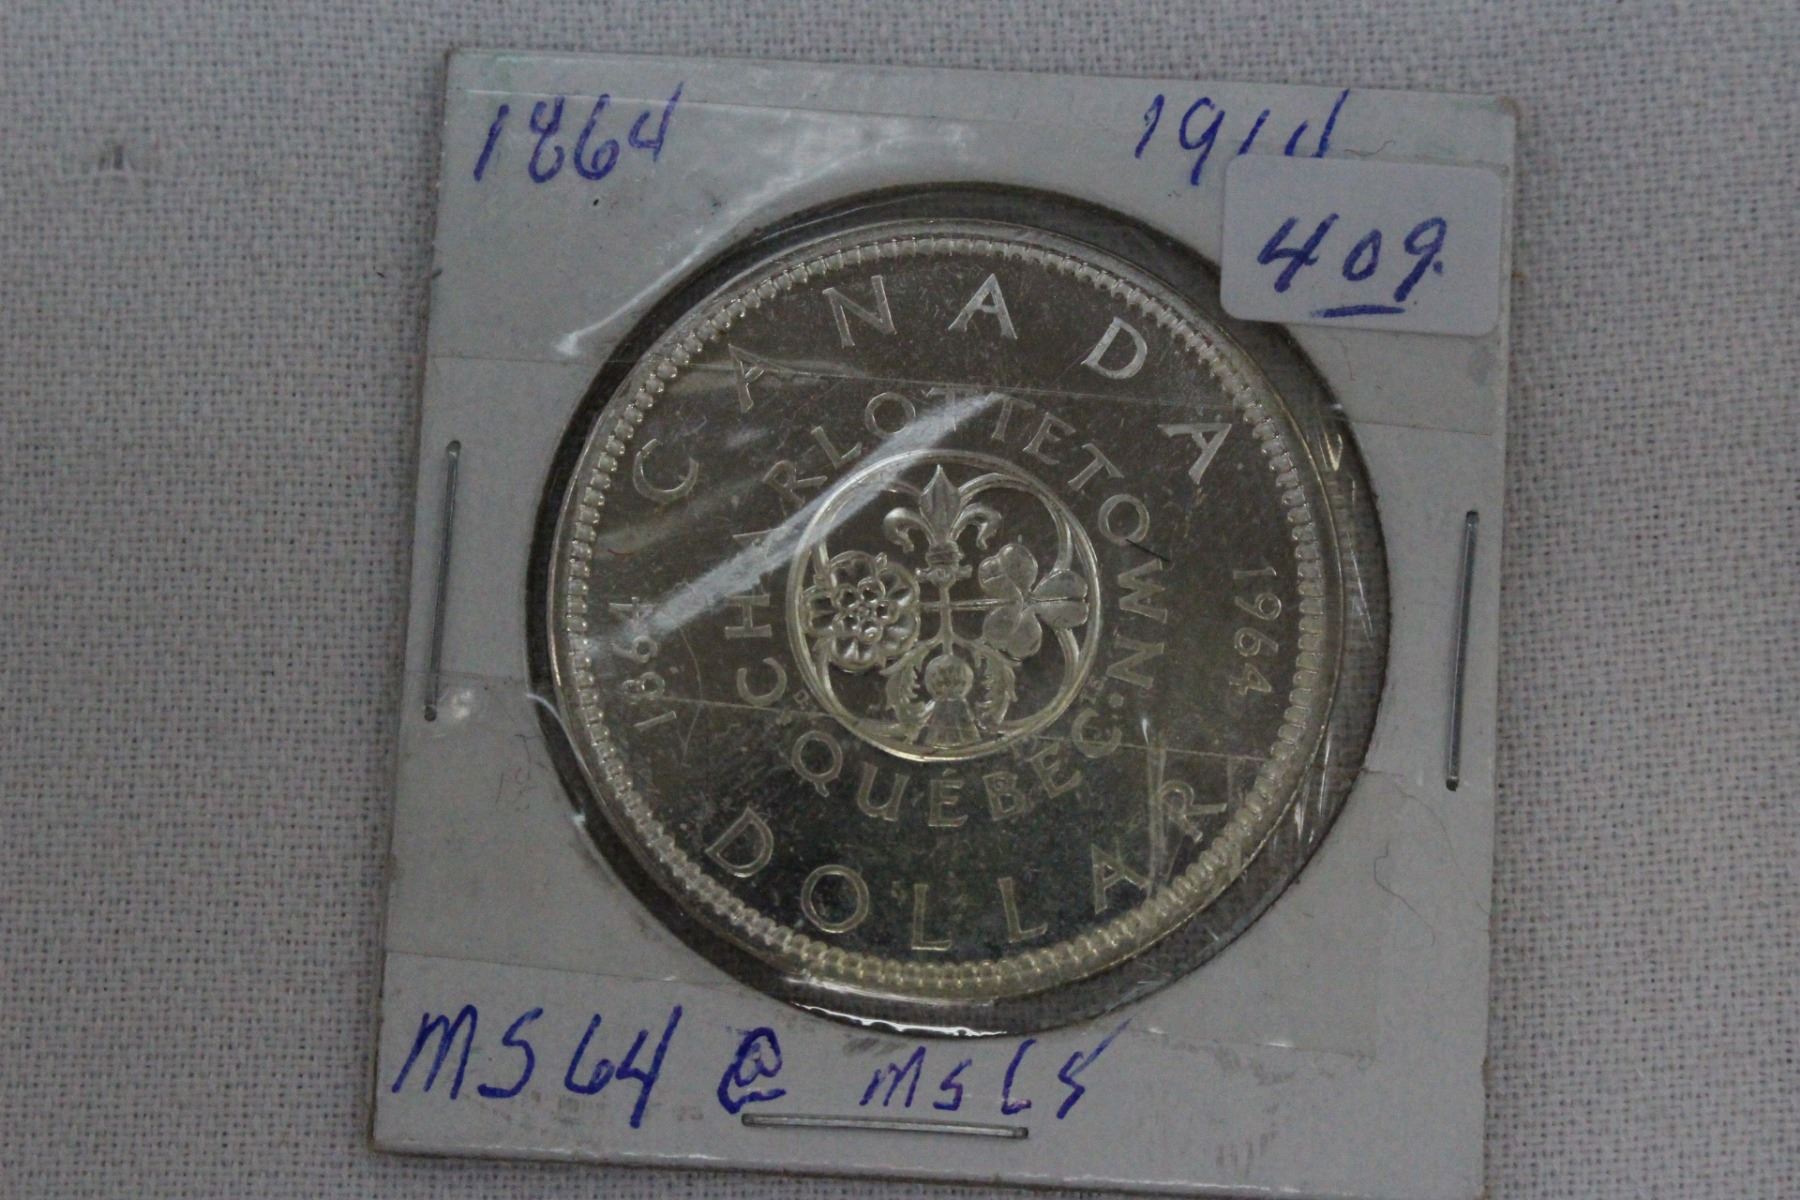 1864 1964
409.
CANADA
CHARLOTTETOWN·
QUÉBEC·
1864 1964
DOLLAR
MS64 @ MS65